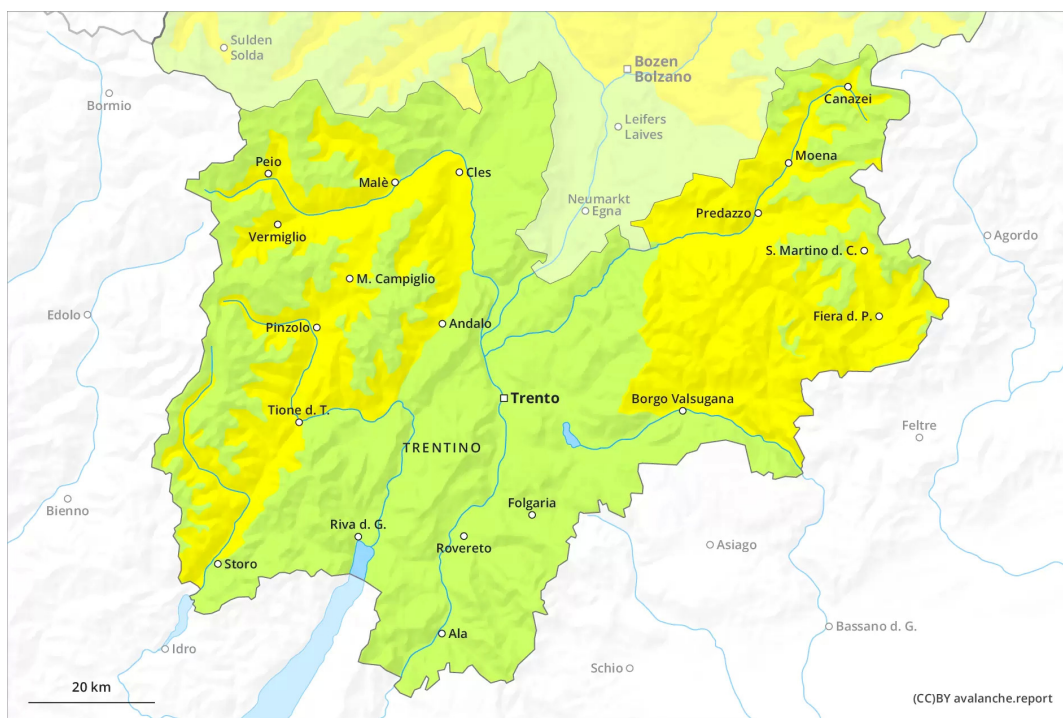 Sulden
Solda
Bozen
Bolzano
Bormio
Canazei
Leifers
Laives
Peio
Malè
Cles
Moena
Neumarkt
Egna
Predazzo
Vermiglio
Agordo
S. Martino d. C.
M. Campiglio
Edolo
Pinzolo
Andalo
Fiera d. P.
Trento
Borgo Valsugana
Tione d. T.
Feltre
TRENTINO
Bienno
Folgaria
Riva d. G.
Rovereto
Asiago
Storo
Ala
Bassano d. G.
Idro
Schio
20 km
(CC)BY avalanche.report